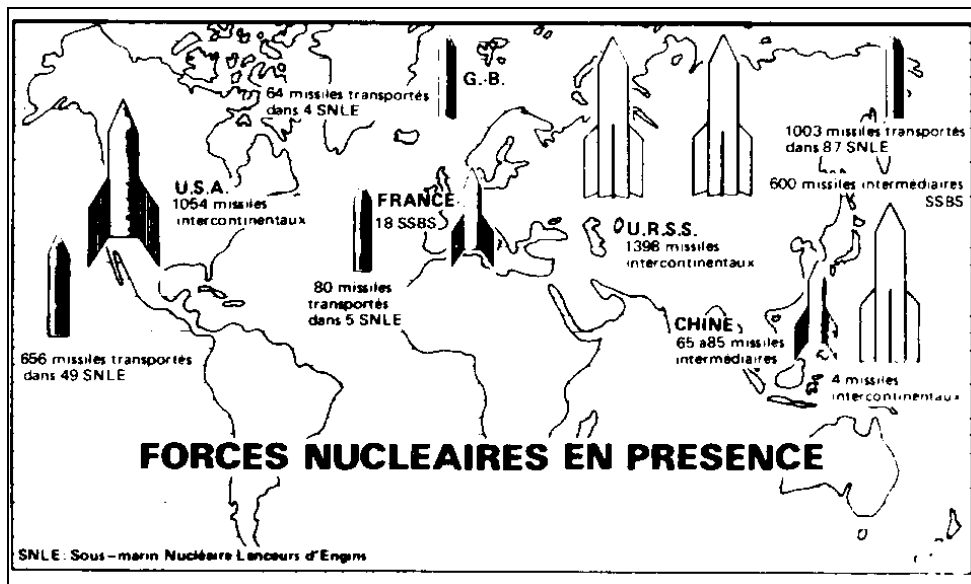 64 missiles transportés
dans 4 SNLE
G.-B.
1003 missiles transportés
dans 87 SNLE
600 missiles intermédiaires
SSBS
U.S.A.
1054 missiles
intercontinentaux
FRANCE
18 SSBS
U.R.S.S.
1398 missiles
intercontinentaux
80 missiles
transportés
dans 5 SNLE
CHINE
65 a85 missiles
intermédiaires
656 missiles transportés
dans 49 SNLE
4 missiles
intercontinentaux
FORCES NUCLEAIRES EN PRESENCE
SNLE: Sous-marin Nucléaire Lanceurs d'Engins